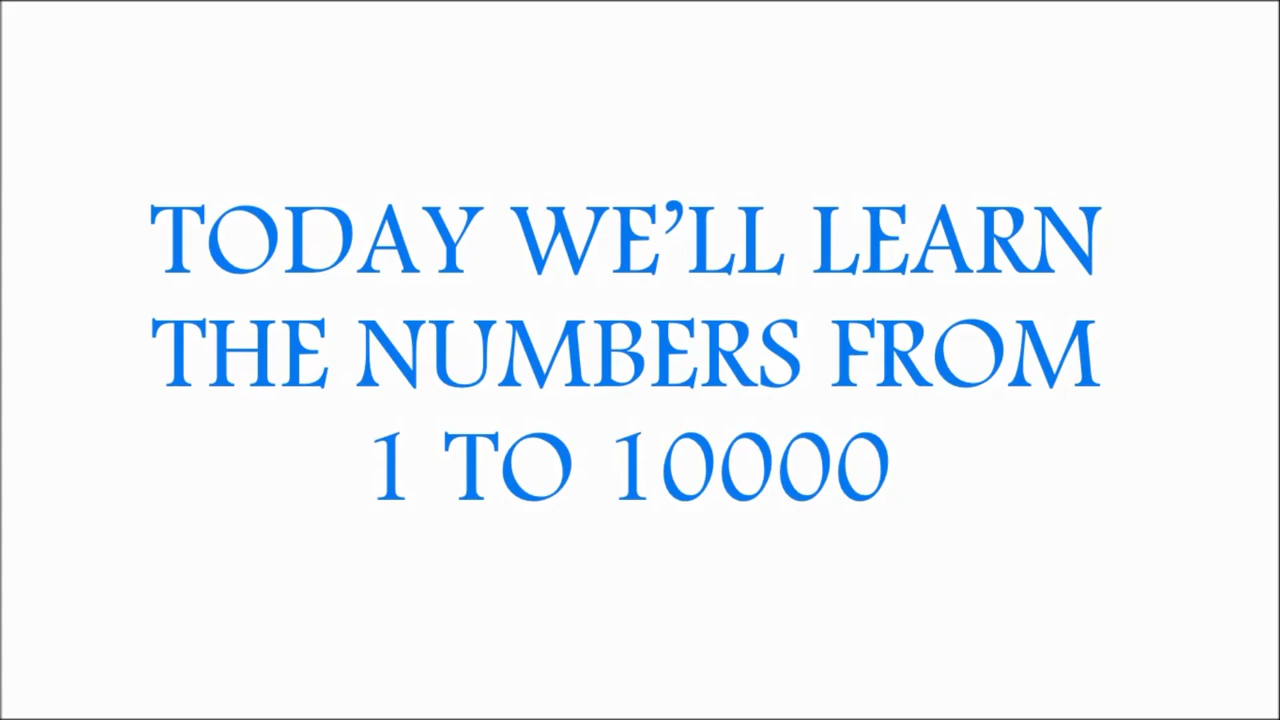 TODAY WE’LL LEARN
THE NUMBERS FROM
1 TO 10000